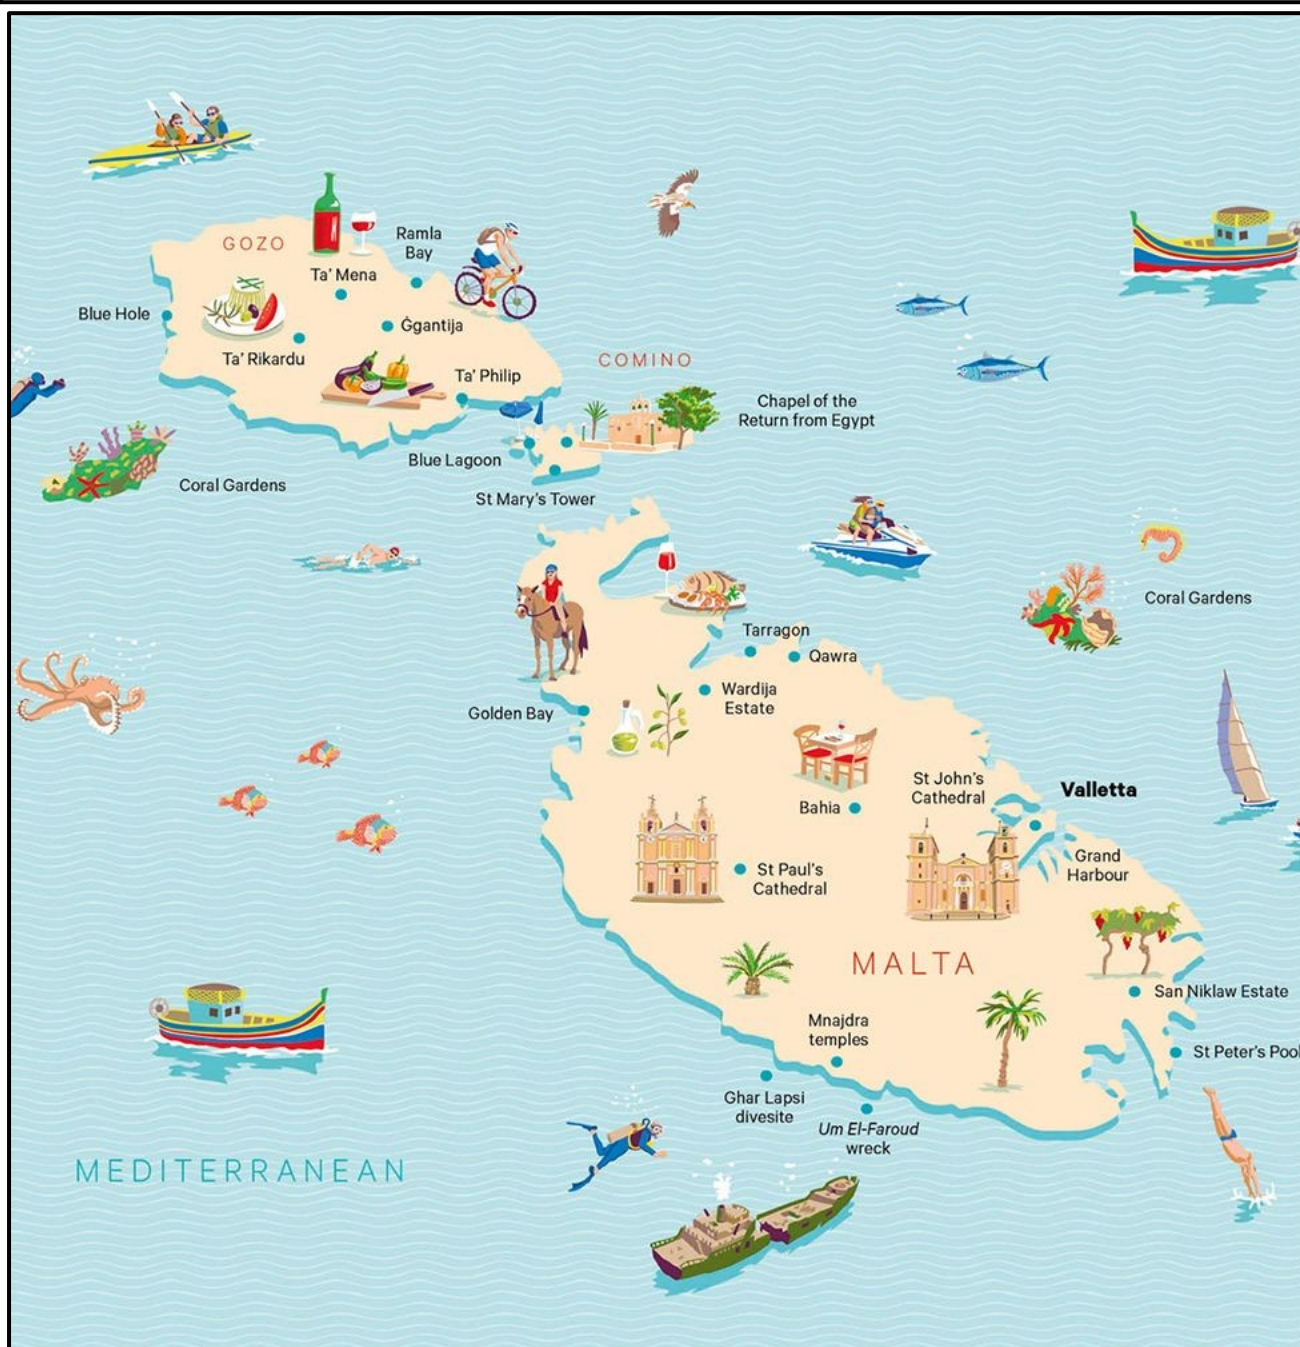 GOZO
Ramla
Bay
Ta' Mena
Blue Hole
Ġgantija
Ta' Rikardu
COMINO
Ta' Philip
Chapel of the
Return from Egypt
Blue Lagoon
Coral Gardens
St Mary's Tower
Coral Gardens
Tarragon
Qawra
Wardija
Estate
Golden Bay
St John's
Cathedral
Valletta
Bahia
Grand
Harbour
St Paul's
Cathedral
MALTA
San Niklaw Estate
Mnajdra
temples
St Peter's Pool
Ghar Lapsi
divesite
Um El-Faroud
wreck
MEDITERRANEAN